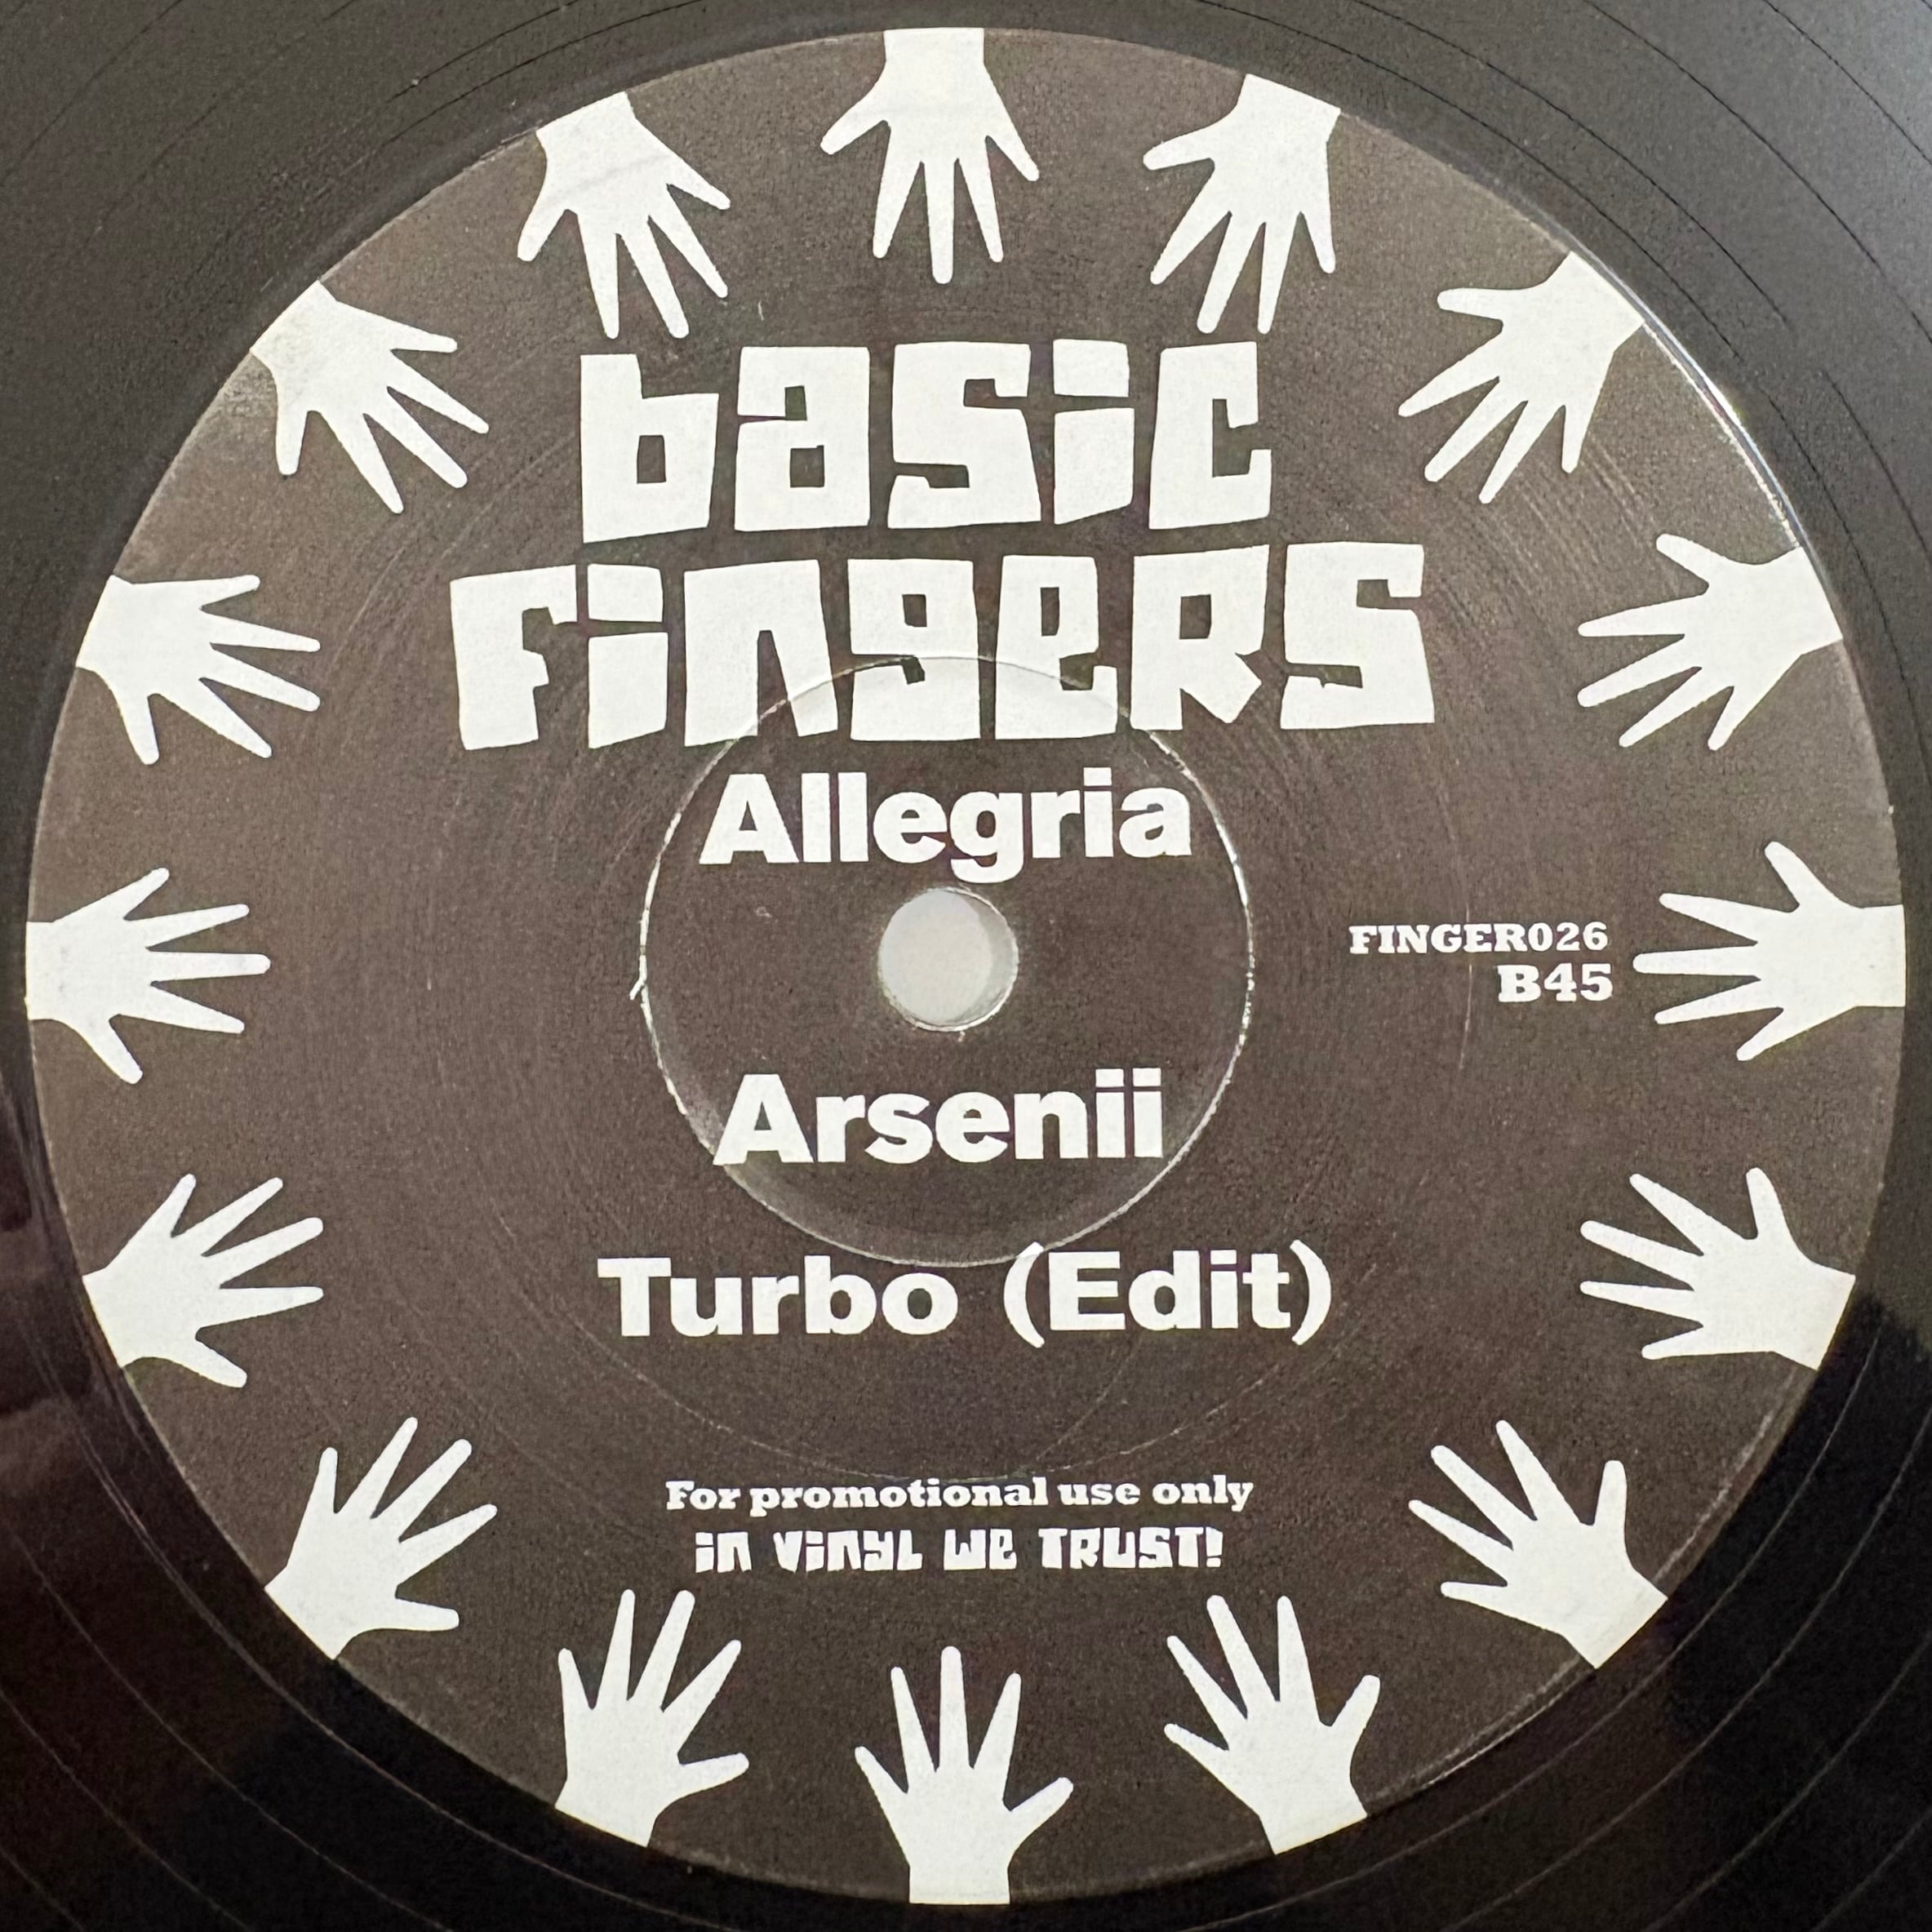 basic
fingers
Allegria
FINGER026
B45
Arsenii
Turbo (Edit)
For promotional use only
in vinyl we trust!